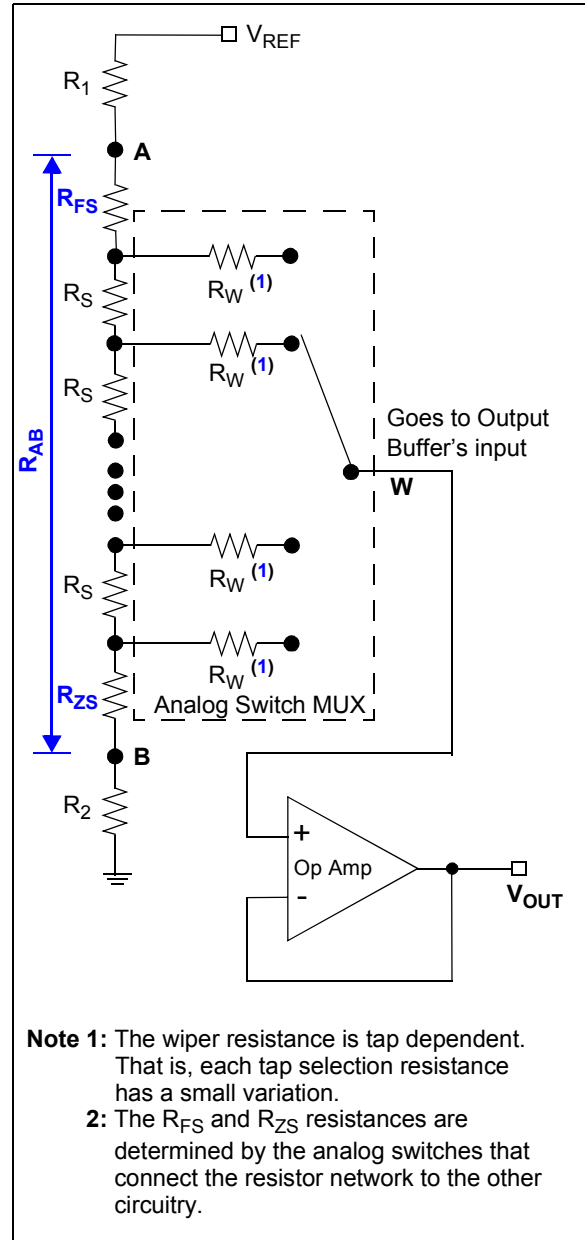 V_REF
R_1
A
R_FS
R_W (1)
R_S
R_W (1)
R_S
Goes to Output
Buffer's input
R_AB
W
R_W (1)
R_S
R_W (1)
R_ZS
Analog Switch MUX
B
R_2
+
Op Amp
-
V_OUT
Note 1: The wiper resistance is tap dependent.
That is, each tap selection resistance
has a small variation.
2: The R_FS and R_ZS resistances are
determined by the analog switches that
connect the resistor network to the other
circuitry.